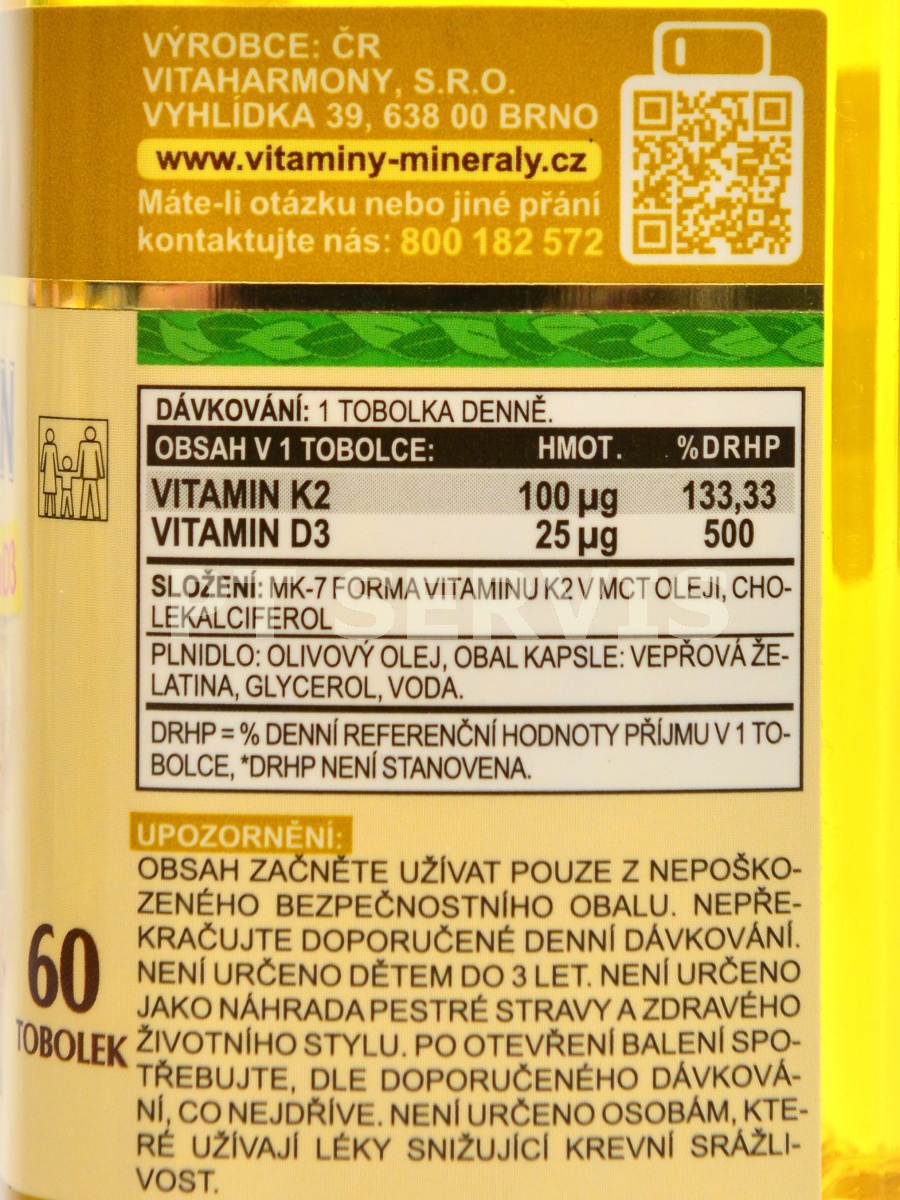 VÝROBCE: ČR
VITAHARMONY, S.R.O.
VYHLÍDKA 39, 638 00 BRNO
www.vitaminy-mineraly.cz
Máte-li otázku nebo jiné přání
kontaktujte nás: 800 182 572
DÁVKOVÁNÍ: 1 TOBOLKA DENNĚ.
OBSAH V 1 TOBOLCE: HMOT. %DRHP
VITAMIN K2 100 µg 133,33
VITAMIN D3 25 µg 500
SLOŽENÍ: MK-7 FORMA VITAMINU K2 V MCT OLEJI, CHO-
LEKALCIFEROL
PLNIDLO: OLIVOVÝ OLEJ, OBAL KAPSLE: VEPŘOVÁ ŽE-
LATINA, GLYCEROL, VODA.
DRHP = % DENNÍ REFERENČNÍ HODNOTY PŘÍJMU V 1 TO-
BOLCE, *DRHP NENÍ STANOVENA.
UPOZORNĚNÍ:
OBSAH ZAČNĚTE UŽÍVAT POUZE Z NEPOŠKO-
ZENÉHO BEZPEČNOSTNÍHO OBALU. NEPŘE-
KRAČUJTE DOPORUČENÉ DENNÍ DÁVKOVÁNÍ.
NENÍ URČENO DĚTEM DO 3 LET. NENÍ URČENO
JAKO NÁHRADA PESTRÉ STRAVY A ZDRAVÉHO
ŽIVOTNÍHO STYLU. PO OTEVŘENÍ BALENÍ SPO-
TŘEBUJTE, DLE DOPORUČENÉHO DÁVKOVÁ-
NÍ, CO NEJDŘÍVE. NENÍ URČENO OSOBÁM, KTE-
RÉ UŽÍVAJÍ LÉKY SNIŽUJÍCÍ KREVNÍ SRÁŽLI-
VOST.
60
TOBOLEK
D3
SERVIS